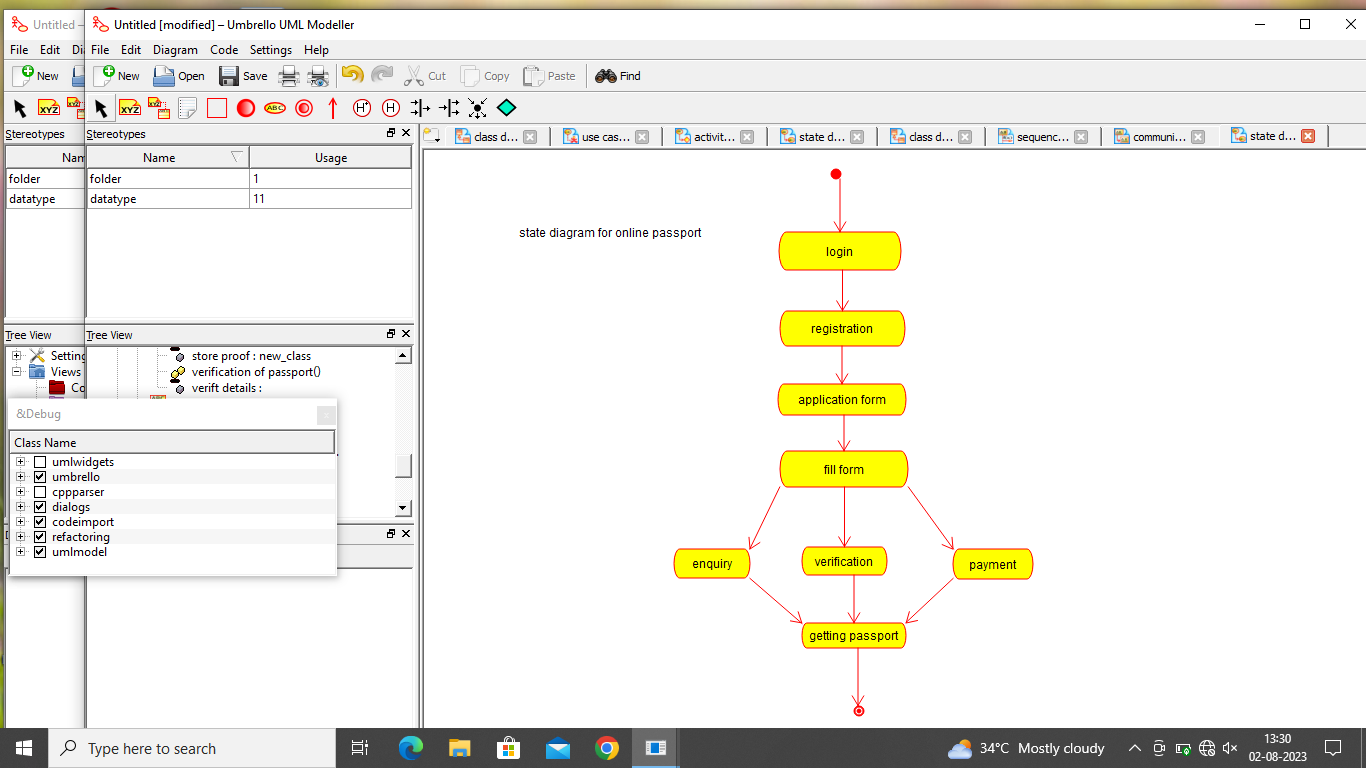 Untitled –
Untitled [modified] – Umbrello UML Modeller
File Edit Di
File Edit Diagram Code Settings Help
New
New Open Save Cut Copy Paste Find
XYZ
XYZ XYZ ABC H* H
Stereotypes
Stereotypes
class d... use cas... activit... state d... class d... sequenc... communi... state d...
Nam
Name Usage
folder
folder 1
datatype
datatype 11
state diagram for online passport
login
registration
application form
fill form
enquiry
verification
payment
getting passport
Tree View
Tree View
Setting
Views
Co
store proof : new_class
verification of passport()
verift details :
&Debug
Class Name
umlwidgets
umbrello
cppparser
dialogs
codeimport
refactoring
umlmodel
Type here to search
34°C Mostly cloudy
13:30
02-08-2023